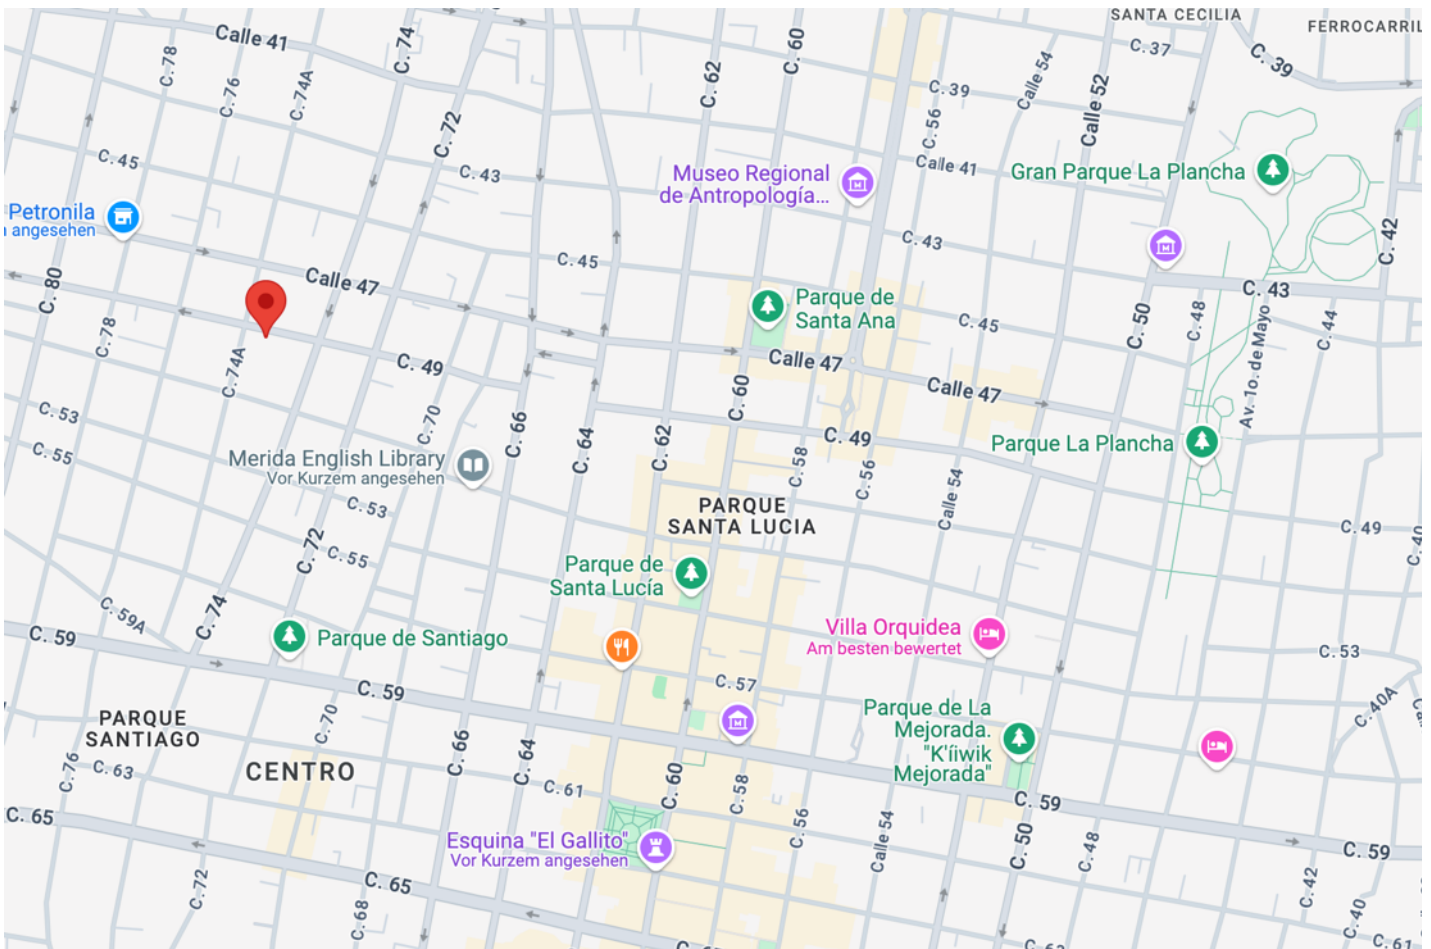 SANTA CECILIA
FERROCARRIL
Calle 41
C. 74
C. 60
C. 37
C. 39
C. 78
C. 76
C. 74A
C. 62
C. 39
Calle 54
Calle 52
C. 72
C. 56
C. 45
C. 43
Calle 41
Museo Regional
de Antropología...
Gran Parque La Plancha
C. 42
Petronila
angesehen
C. 43
C. 45
Calle 47
C. 80
C. 43
Parque de
Santa Ana
C. 45
C. 50
C. 48
Av. 1o. de Mayo
C. 44
C. 78
C. 74A
C. 49
Calle 47
Calle 47
C. 60
C. 53
C. 55
C. 70
C. 66
C. 64
C. 62
C. 49
Parque La Plancha
Merida English Library
Vor Kurzem angesehen
C. 58
C. 56
Calle 54
C. 53
PARQUE
SANTA LUCIA
C. 49
C. 40
C. 72
C. 55
Parque de
Santa Lucía
C. 59A
C. 74
C. 59
Parque de Santiago
Villa Orquidea
Am besten bewertet
C. 53
C. 59
C. 57
C. 40A
PARQUE
SANTIAGO
C. 70
Parque de La
Mejorada.
"K'íiwik
Mejorada"
C. 76
C. 63
CENTRO
C. 66
C. 64
C. 61
C. 60
C. 58
C. 59
C. 65
C. 56
Calle 54
C. 50
C. 48
C. 59
Esquina "El Gallito"
Vor Kurzem angesehen
C. 72
C. 65
C. 68
C. 42
C. 40